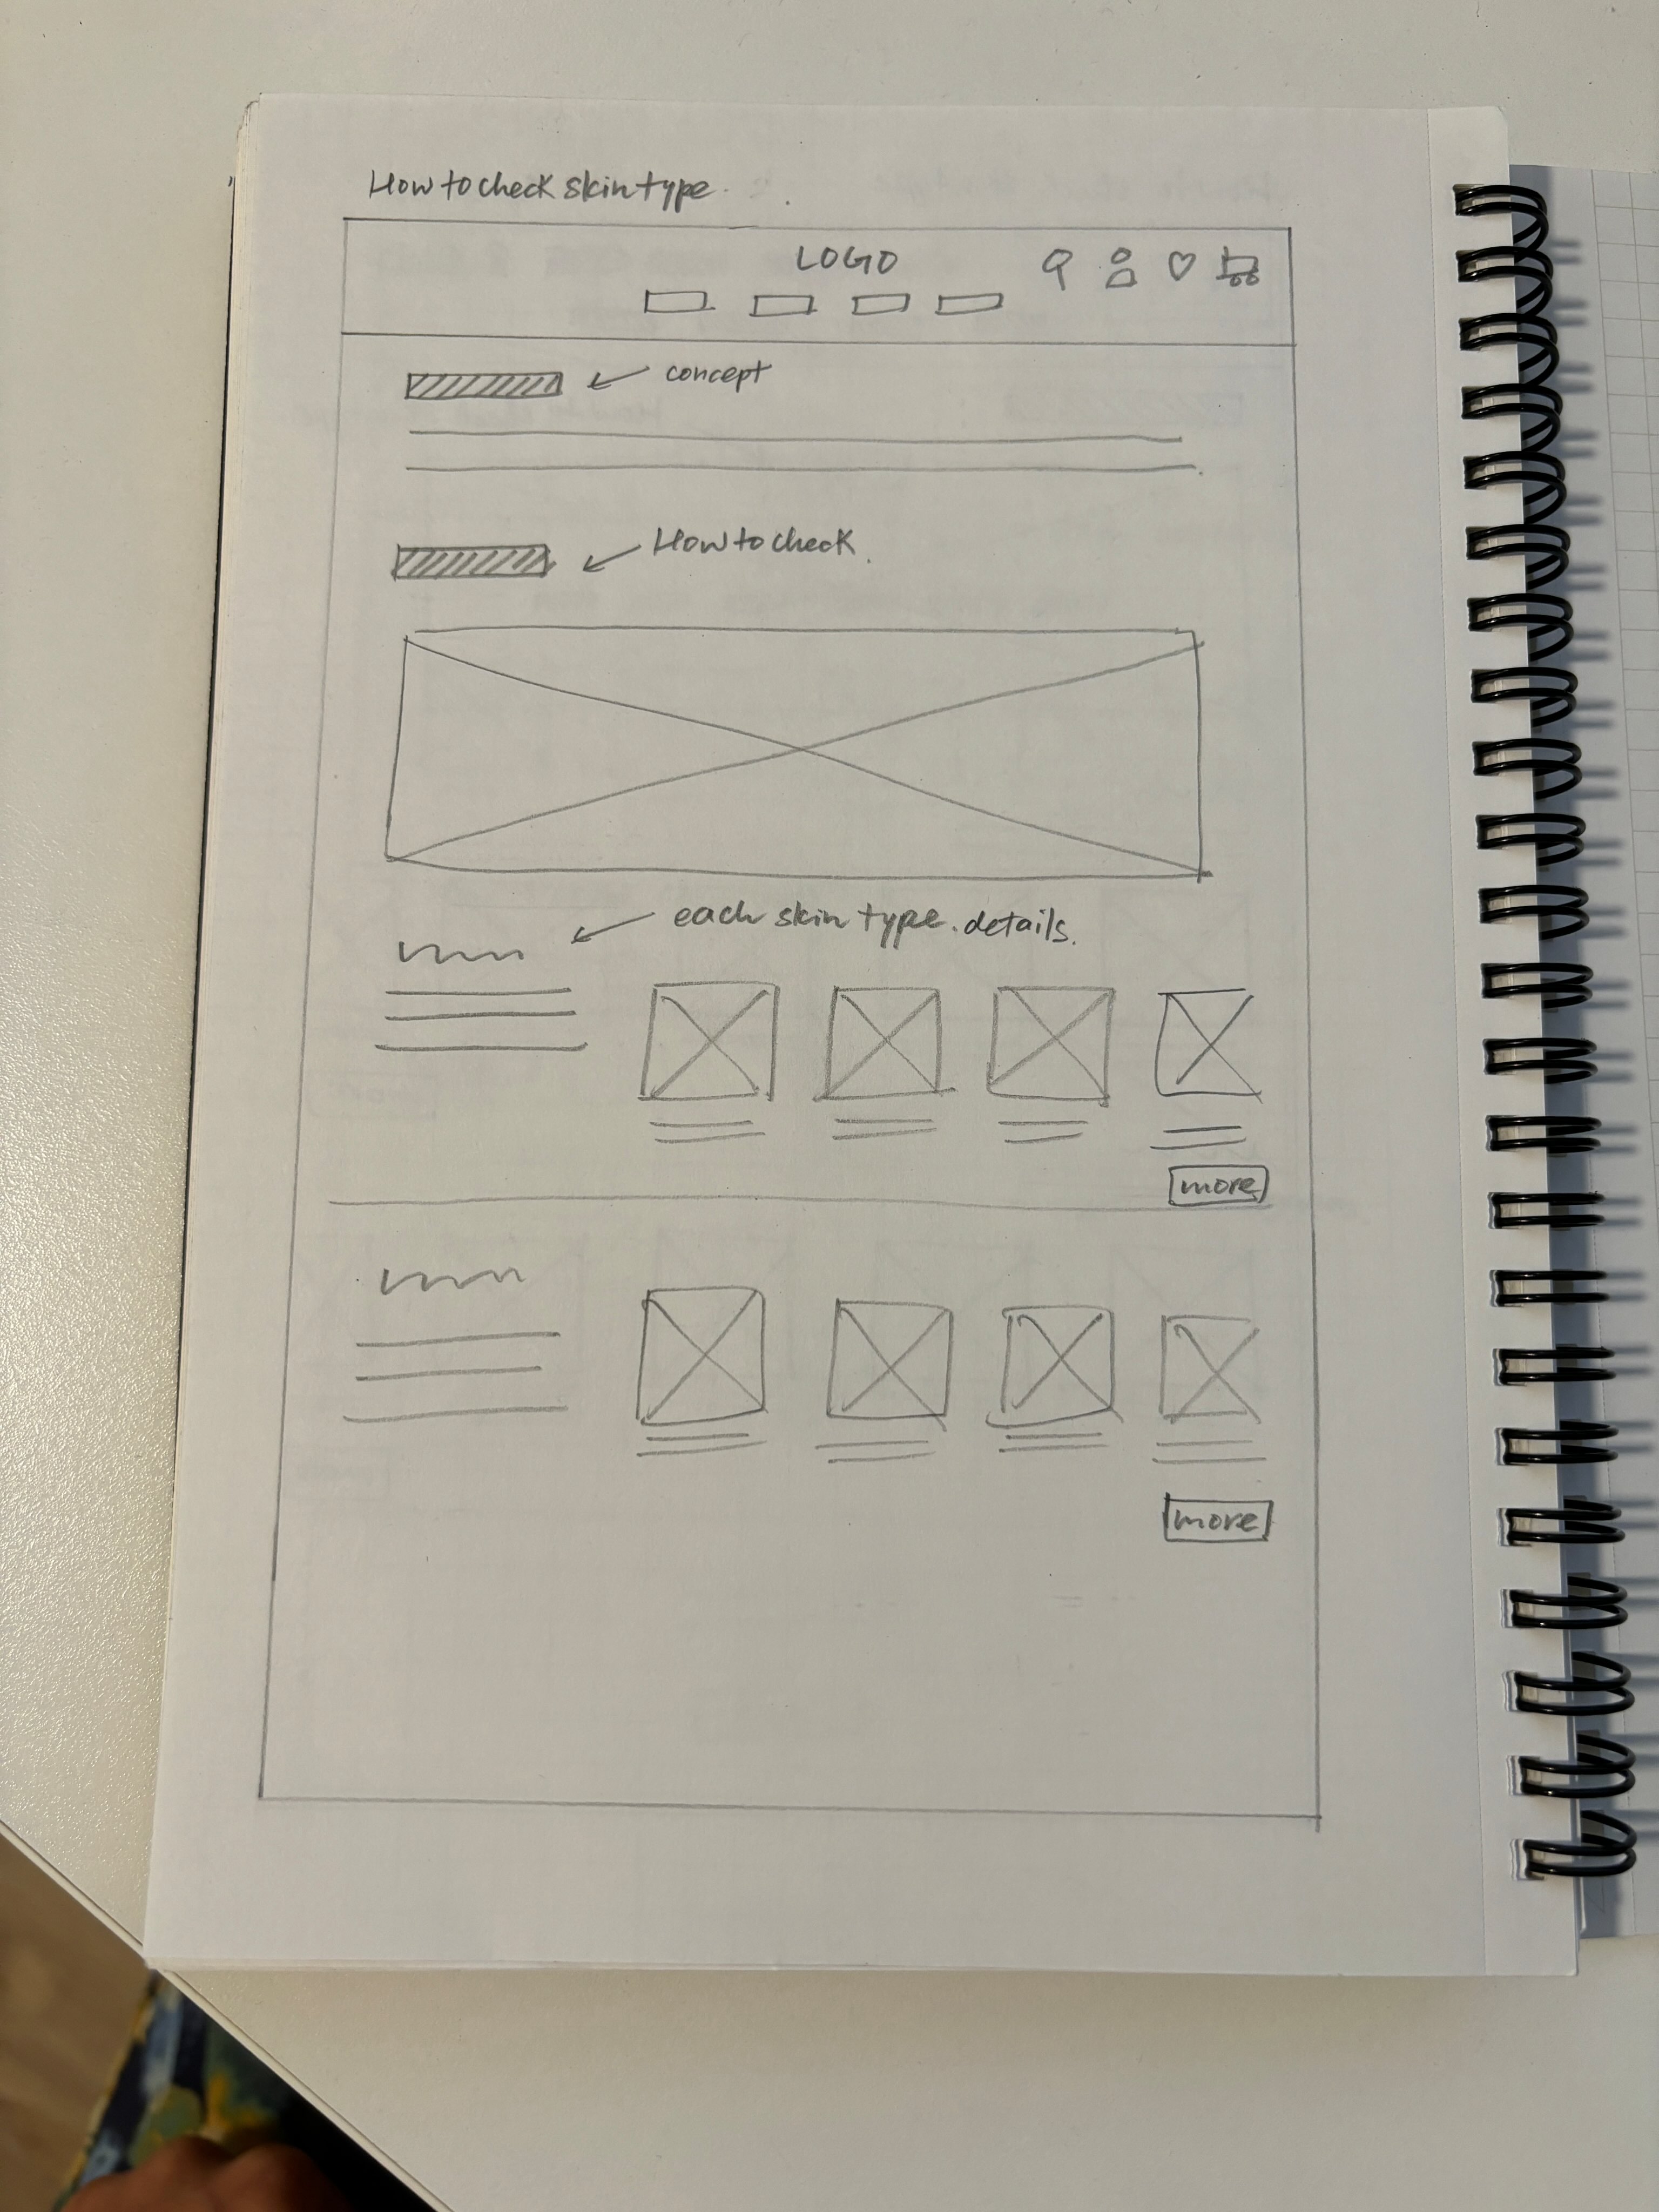 How to check skin type.
LOGO
concept
How to check.
each skin type. details.
more
more